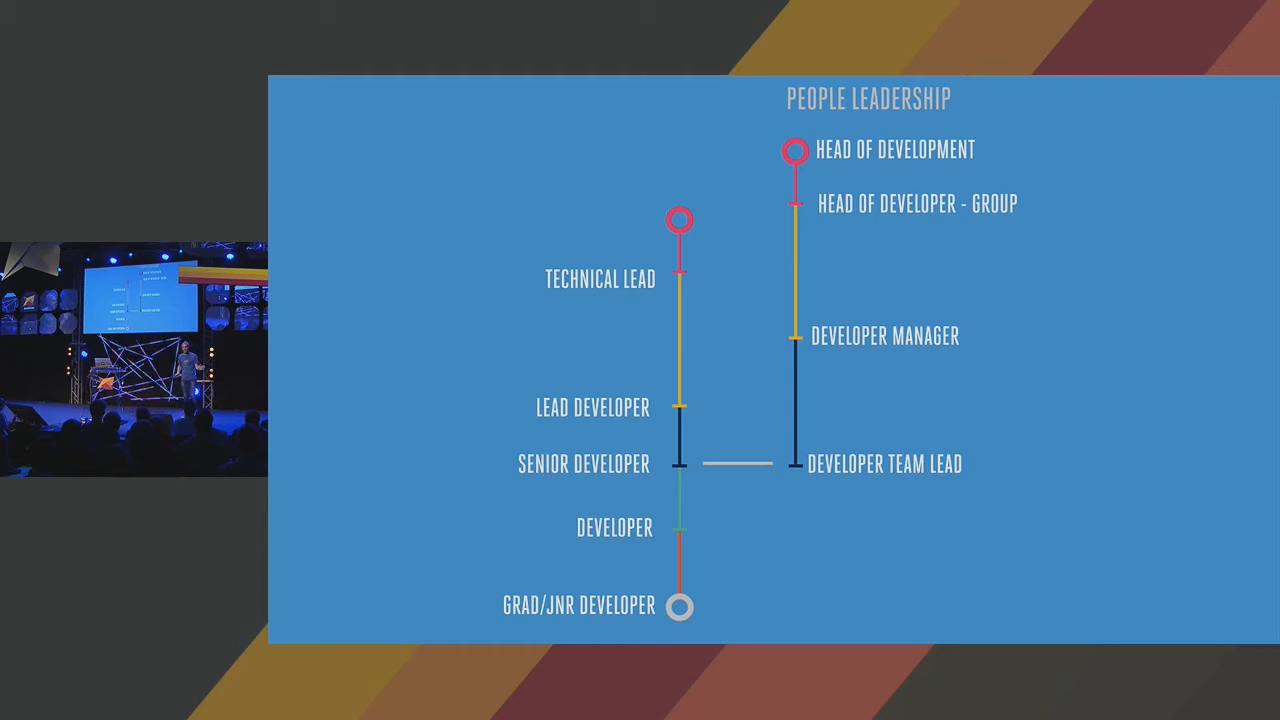 PEOPLE LEADERSHIP
HEAD OF DEVELOPMENT
HEAD OF DEVELOPER - GROUP
TECHNICAL LEAD
DEVELOPER MANAGER
LEAD DEVELOPER
SENIOR DEVELOPER
DEVELOPER TEAM LEAD
DEVELOPER
GRAD/JNR DEVELOPER